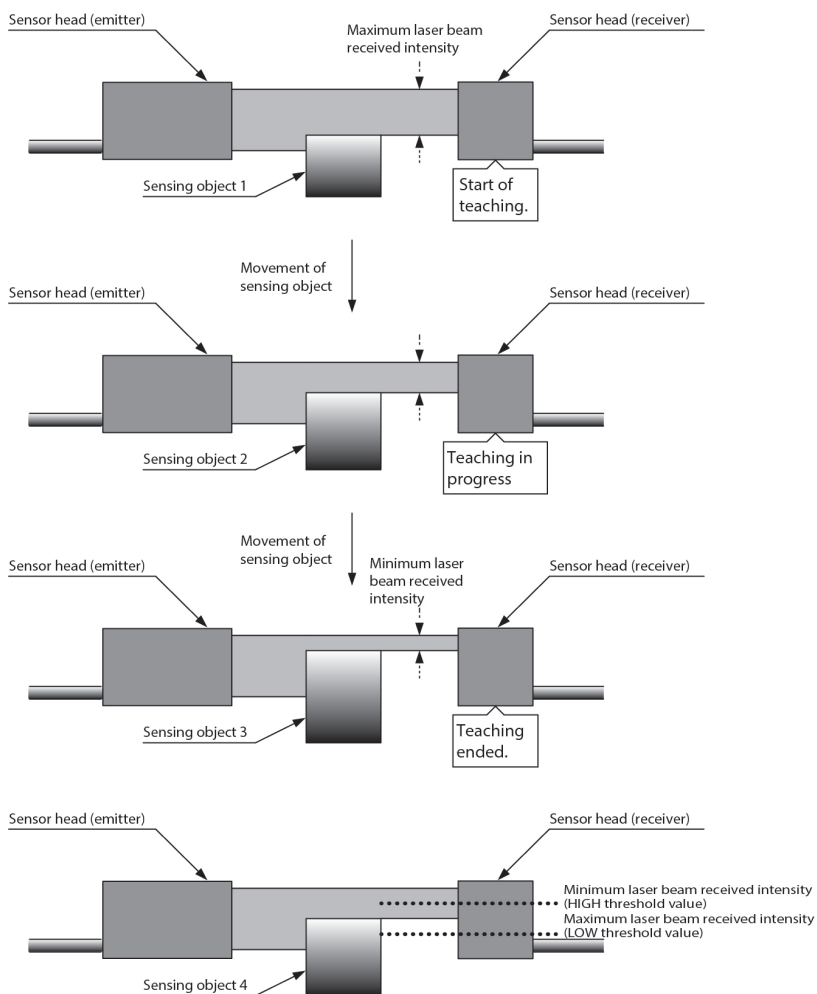 Sensor head (emitter)
Maximum laser beam
received intensity
Sensor head (receiver)
Sensing object 1
Start of
teaching.
Movement of
sensing object
Sensor head (emitter)
Sensor head (receiver)
Sensing object 2
Teaching in
progress
Movement of
sensing object
Minimum laser
beam received
intensity
Sensor head (emitter)
Sensor head (receiver)
Sensing object 3
Teaching
ended.
Sensor head (emitter)
Sensor head (receiver)
Minimum laser beam received intensity
(HIGH threshold value)
Maximum laser beam received intensity
(LOW threshold value)
Sensing object 4